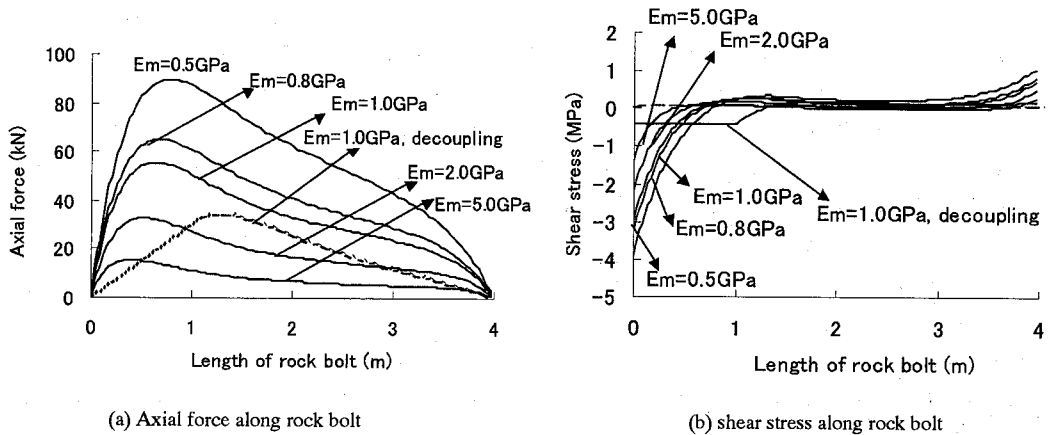 100
80
60
40
20
0
Axial force (kN)
Em=0.5GPa
Em=0.8GPa
Em=1.0GPa
Em=1.0GPa, decoupling
Em=2.0GPa
Em=5.0GPa
0 1 2 3 4
Length of rock bolt (m)
(a) Axial force along rock bolt
2
1
0
-1
-2
-3
-4
-5
Shear stress (MPa)
Em=5.0GPa
Em=2.0GPa
Em=1.0GPa
Em=1.0GPa, decoupling
Em=0.8GPa
Em=0.5GPa
0 1 2 3 4
Length of rock bolt (m)
(b) shear stress along rock bolt